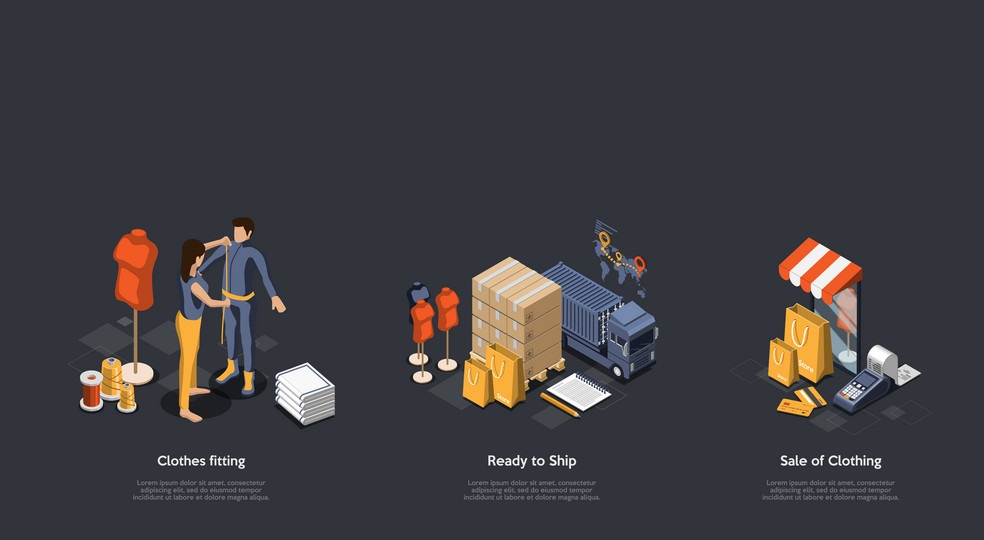 Store
Clothes fitting
Lorem ipsum dolor sit amet, consectetur
adipiscing elit, sed do eiusmod tempor
incididunt ut labore et dolore magna aliqua.
Ready to Ship
Lorem ipsum dolor sit amet, consectetur
adipiscing elit, sed do eiusmod tempor
incididunt ut labore et dolore magna aliqua.
Sale of Clothing
Lorem ipsum dolor sit amet, consectetur
adipiscing elit, sed do eiusmod tempor
incididunt ut labore et dolore magna aliqua.